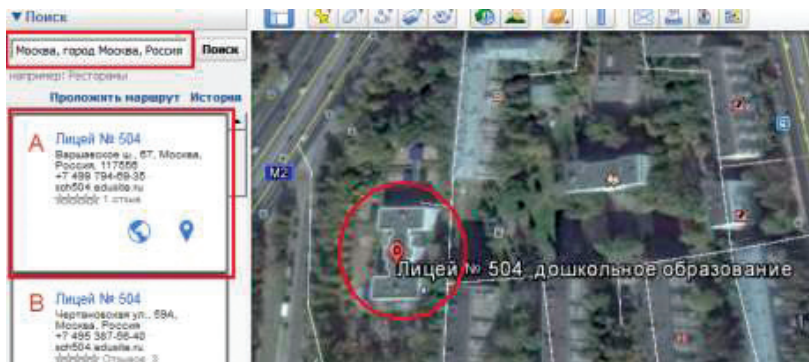 Поиск
Москва, город Москва, Россия
Поиск
например: Рестораны
Проложить маршрут История
A
Лицей № 504
Варшавское ш., 67, Москва,
Россия, 117556
+7 499 794-69-35
sch504.edusite.ru
1 отзыв
B
Лицей № 504
Чертановская ул., 59А,
Москва, Россия
+7 495 387-56-40
sch504.edusite.ru
Отзывов: 3
M2
Лицей № 504 дошкольное образование